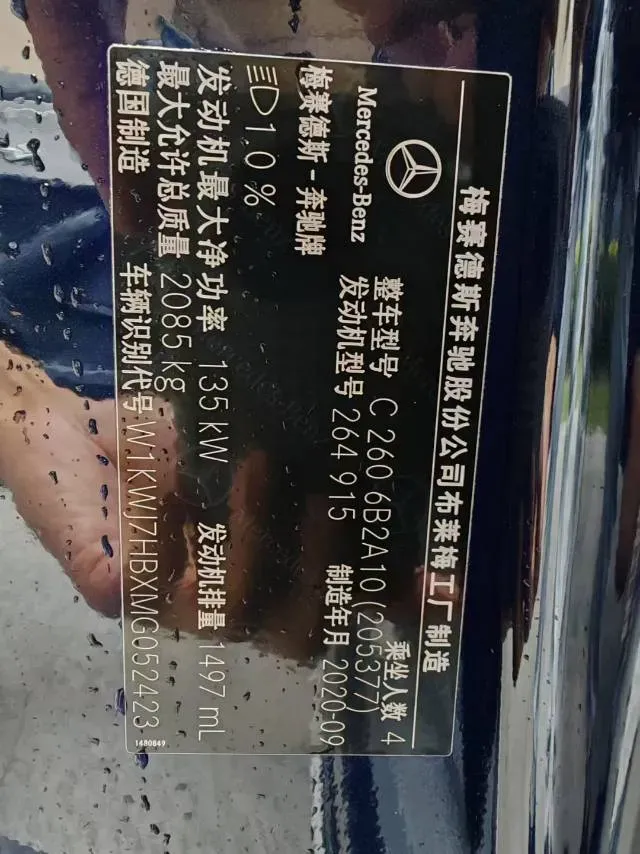 梅赛德斯奔驰股份公司布莱梅工厂制造
Mercedes-Benz
梅赛德斯-奔驰牌
整车型号 C 260 6B2A10 (205377)
乘坐人数 4
发动机型号 264 915
制造年月 2020-09
10 %
发动机最大净功率 135 kW
发动机排量 1497 mL
最大允许总质量 2085 kg
德国制造
车辆识别代号 W1KWJ7HBXMG052423
1480849